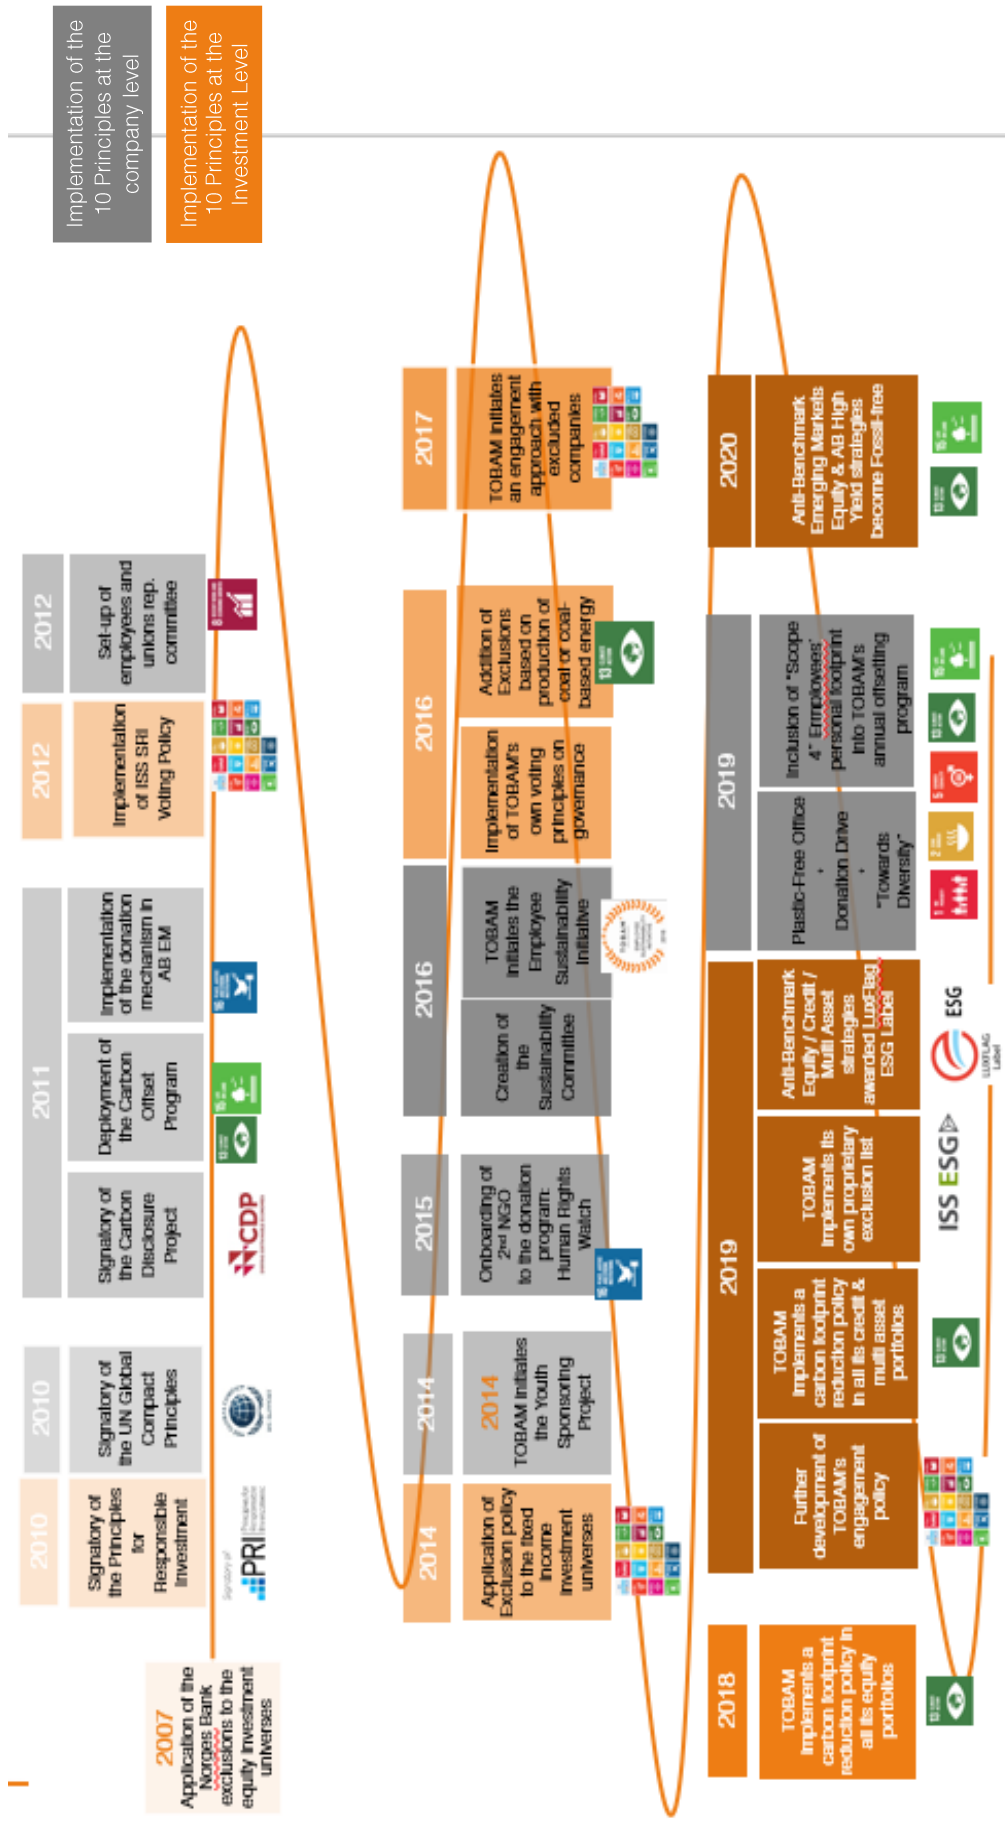 Implementation of the
10 Principles at the
company level
Implementation of the
10 Principles at the
Investment Level
2007
Application of the
Norges Bank
exclusions to the
equity investment
universes
2010
Signatory of
the Principles
for
Responsible
Investment
Signatory of
PRI
2010
Signatory of
the UN Global
Compact
Principles
2011
Signatory of
the Carbon
Disclosure
Project
CDP
Deployment of
the Carbon
Offset
Program
Implementation
of the donation
mechanism in
AB EM
2012
Implementation
of ISS SRI
Voting Policy
2012
Set-up of
employees and
unions rep.
committee
2014
Application of
Exclusion policy
to the fixed
income
investment
universes
2014
2014
TOBAM initiates
the Youth
Sponsoring
Project
2015
Onboarding of
2nd NGO
to the donation
program:
Human Rights
Watch
2016
Creation of
the
Sustainability
Committee
TOBAM
initiates the
Employee
Sustainability
Initiative
TOBAM
2016
Implementation
of TOBAM's
own voting
principles on
governance
Addition of
Exclusions
based on
production of
coal or coal-
based energy
13
2017
TOBAM initiates
an engagement
approach with
excluded
companies
2018
TOBAM
implements a
carbon footprint
reduction policy in
all its equity
portfolios
2019
Further
development of
TOBAM's
engagement
policy
TOBAM
implements a
carbon footprint
reduction policy
in all its credit &
multi asset
portfolios
TOBAM
implements its
own proprietary
exclusion list
ISS ESG
Anti-Benchmark
Equity / Credit /
Multi Asset
strategies
awarded LuxFlag
ESG Label
ESG
LUXFLAG
Label
2019
Plastic-Free Office
+
Donation Drive
+
"Towards
Diversity"
Inclusion of "Scope
4" Employees'
personal footprint
into TOBAM's
annual offsetting
program
2020
Anti-Benchmark
Emerging Markets
Equity & AB High
Yield strategies
become Fossil-free